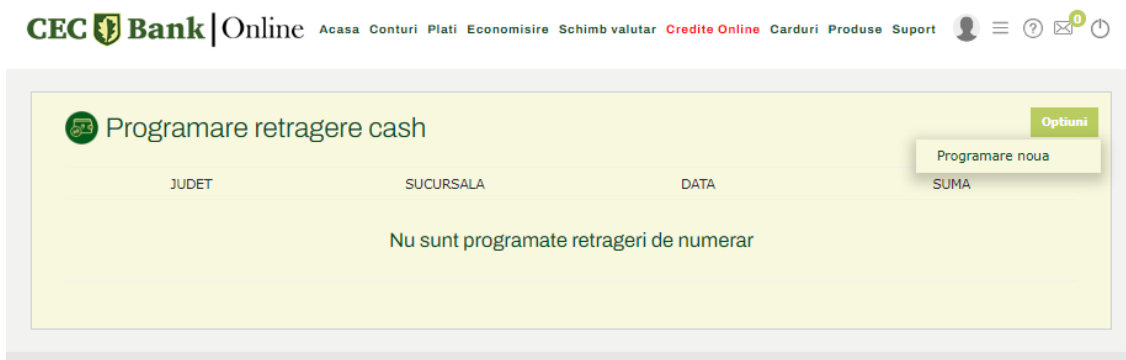 CEC Bank Online Acasa Conturi Plati Economisire Schimb valutar Credite Online Carduri Produse Suport ? 0
Programare retragere cash
Optiuni
Programare noua
JUDET SUCURSALA DATA SUMA
Nu sunt programate retrageri de numerar